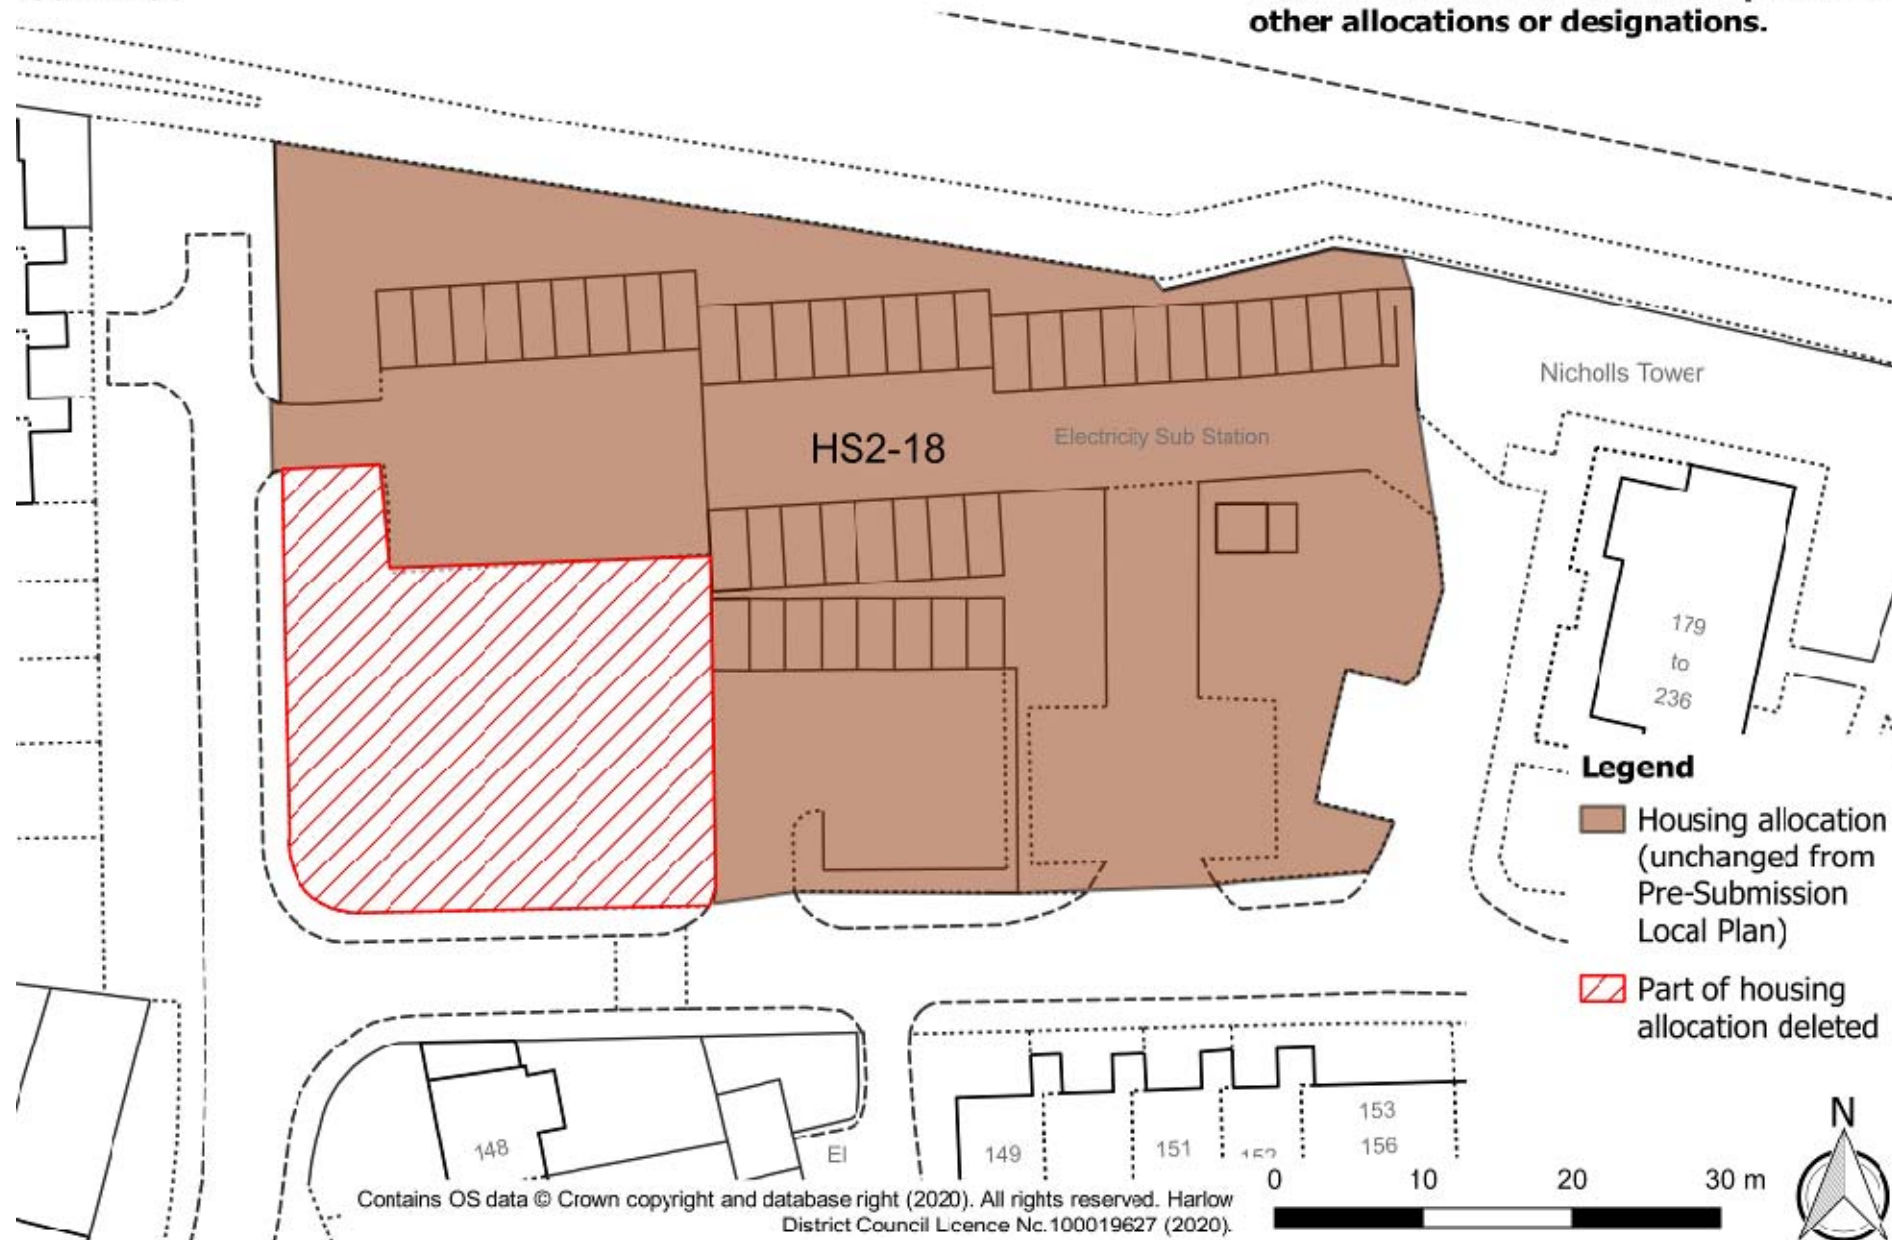 other allocations or designations.
Nicholls Tower
HS2-18
Electricity Sub Station
179
to
236
Legend
Housing allocation
(unchanged from
Pre-Submission
Local Plan)
Part of housing
allocation deleted
N
148
El
149
151
153
156
0 10 20 30 m
Contains OS data © Crown copyright and database right (2020). All rights reserved. Harlow
District Council Licence No.100019627 (2020).